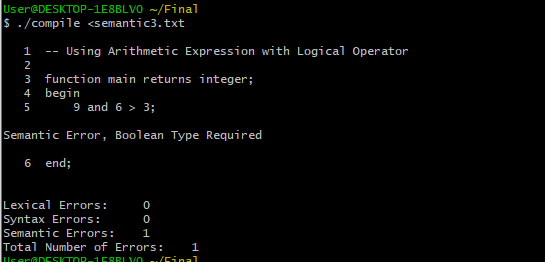 User@DESKTOP-1E8BLVO ~/Final
$ ./compile <semantic3.txt
1 -- Using Arithmetic Expression with Logical Operator
2
3 function main returns integer;
4 begin
5 9 and 6 > 3;
Semantic Error, Boolean Type Required
6 end;
Lexical Errors: 0
Syntax Errors: 0
Semantic Errors: 1
Total Number of Errors: 1
User@DESKTOP-1E8BLVO ~/Final